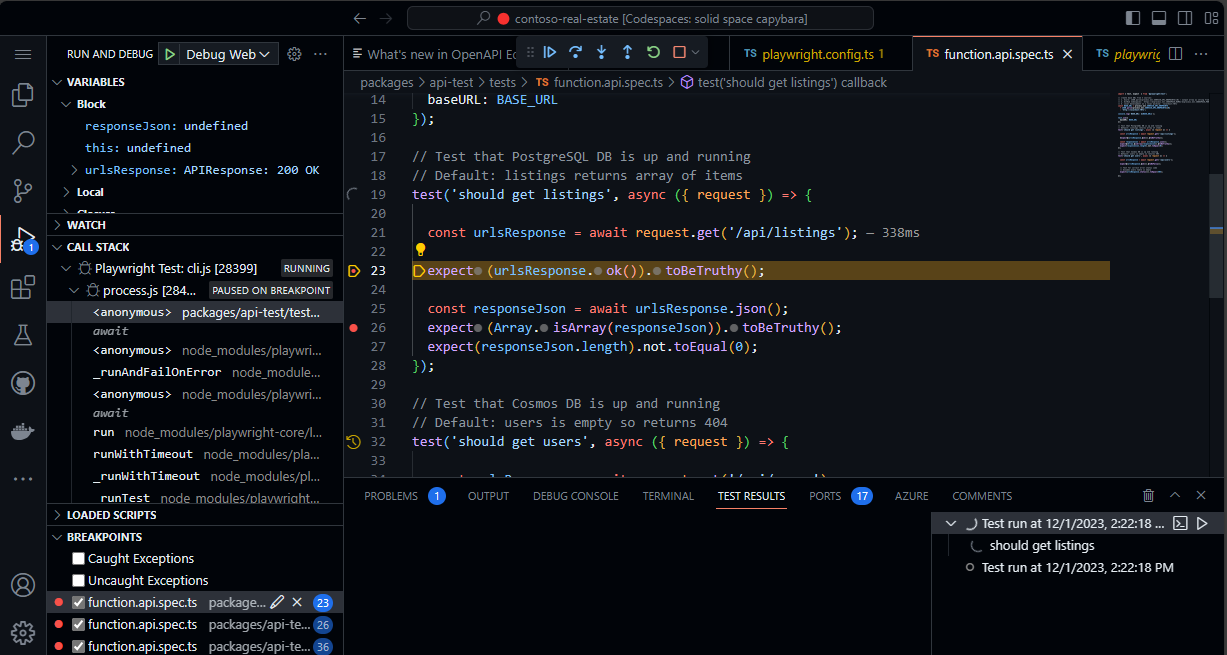 contoso-real-estate [Codespaces: solid space capybara]
RUN AND DEBUG Debug Web
What's new in OpenAPI Ed
TS playwright.config.ts 1
TS function.api.spec.ts
TS playwrig
packages > api-test > tests > TS function.api.spec.ts > test('should get listings') callback
VARIABLES
Block
responseJson: undefined
this: undefined
urlsResponse: APIResponse: 200 OK
Local
Closure
WATCH
CALL STACK
Playwright Test: cli.js [28399] RUNNING
process.js [284... PAUSED ON BREAKPOINT
<anonymous> packages/api-test/test...
await
<anonymous> node_modules/playwri...
_runAndFailOnError node_module...
<anonymous> node_modules/playwri...
await
run node_modules/playwright-core/l...
runWithTimeout node_modules/pla...
_runWithTimeout node_modules/pl...
_runTest node_modules/playwright...
LOADED SCRIPTS
BREAKPOINTS
Caught Exceptions
Uncaught Exceptions
function.api.spec.ts package... 23
function.api.spec.ts packages/api-te... 26
function.api.spec.ts packages/api-te... 36
1
14 baseURL: BASE_URL
15 });
16
17 // Test that PostgreSQL DB is up and running
18 // Default: listings returns array of items
19 test('should get listings', async ({ request }) => {
20
21 const urlsResponse = await request.get('/api/listings'); — 338ms
22
23 expect(urlsResponse.ok()).toBeTruthy();
24
25 const responseJson = await urlsResponse.json();
26 expect(Array.isArray(responseJson)).toBeTruthy();
27 expect(responseJson.length).not.toEqual(0);
28 });
29
30 // Test that Cosmos DB is up and running
31 // Default: users is empty so returns 404
32 test('should get users', async ({ request }) => {
33
PROBLEMS 1 OUTPUT DEBUG CONSOLE TERMINAL TEST RESULTS PORTS 17 AZURE COMMENTS
Test run at 12/1/2023, 2:22:18 ...
should get listings
Test run at 12/1/2023, 2:22:18 PM